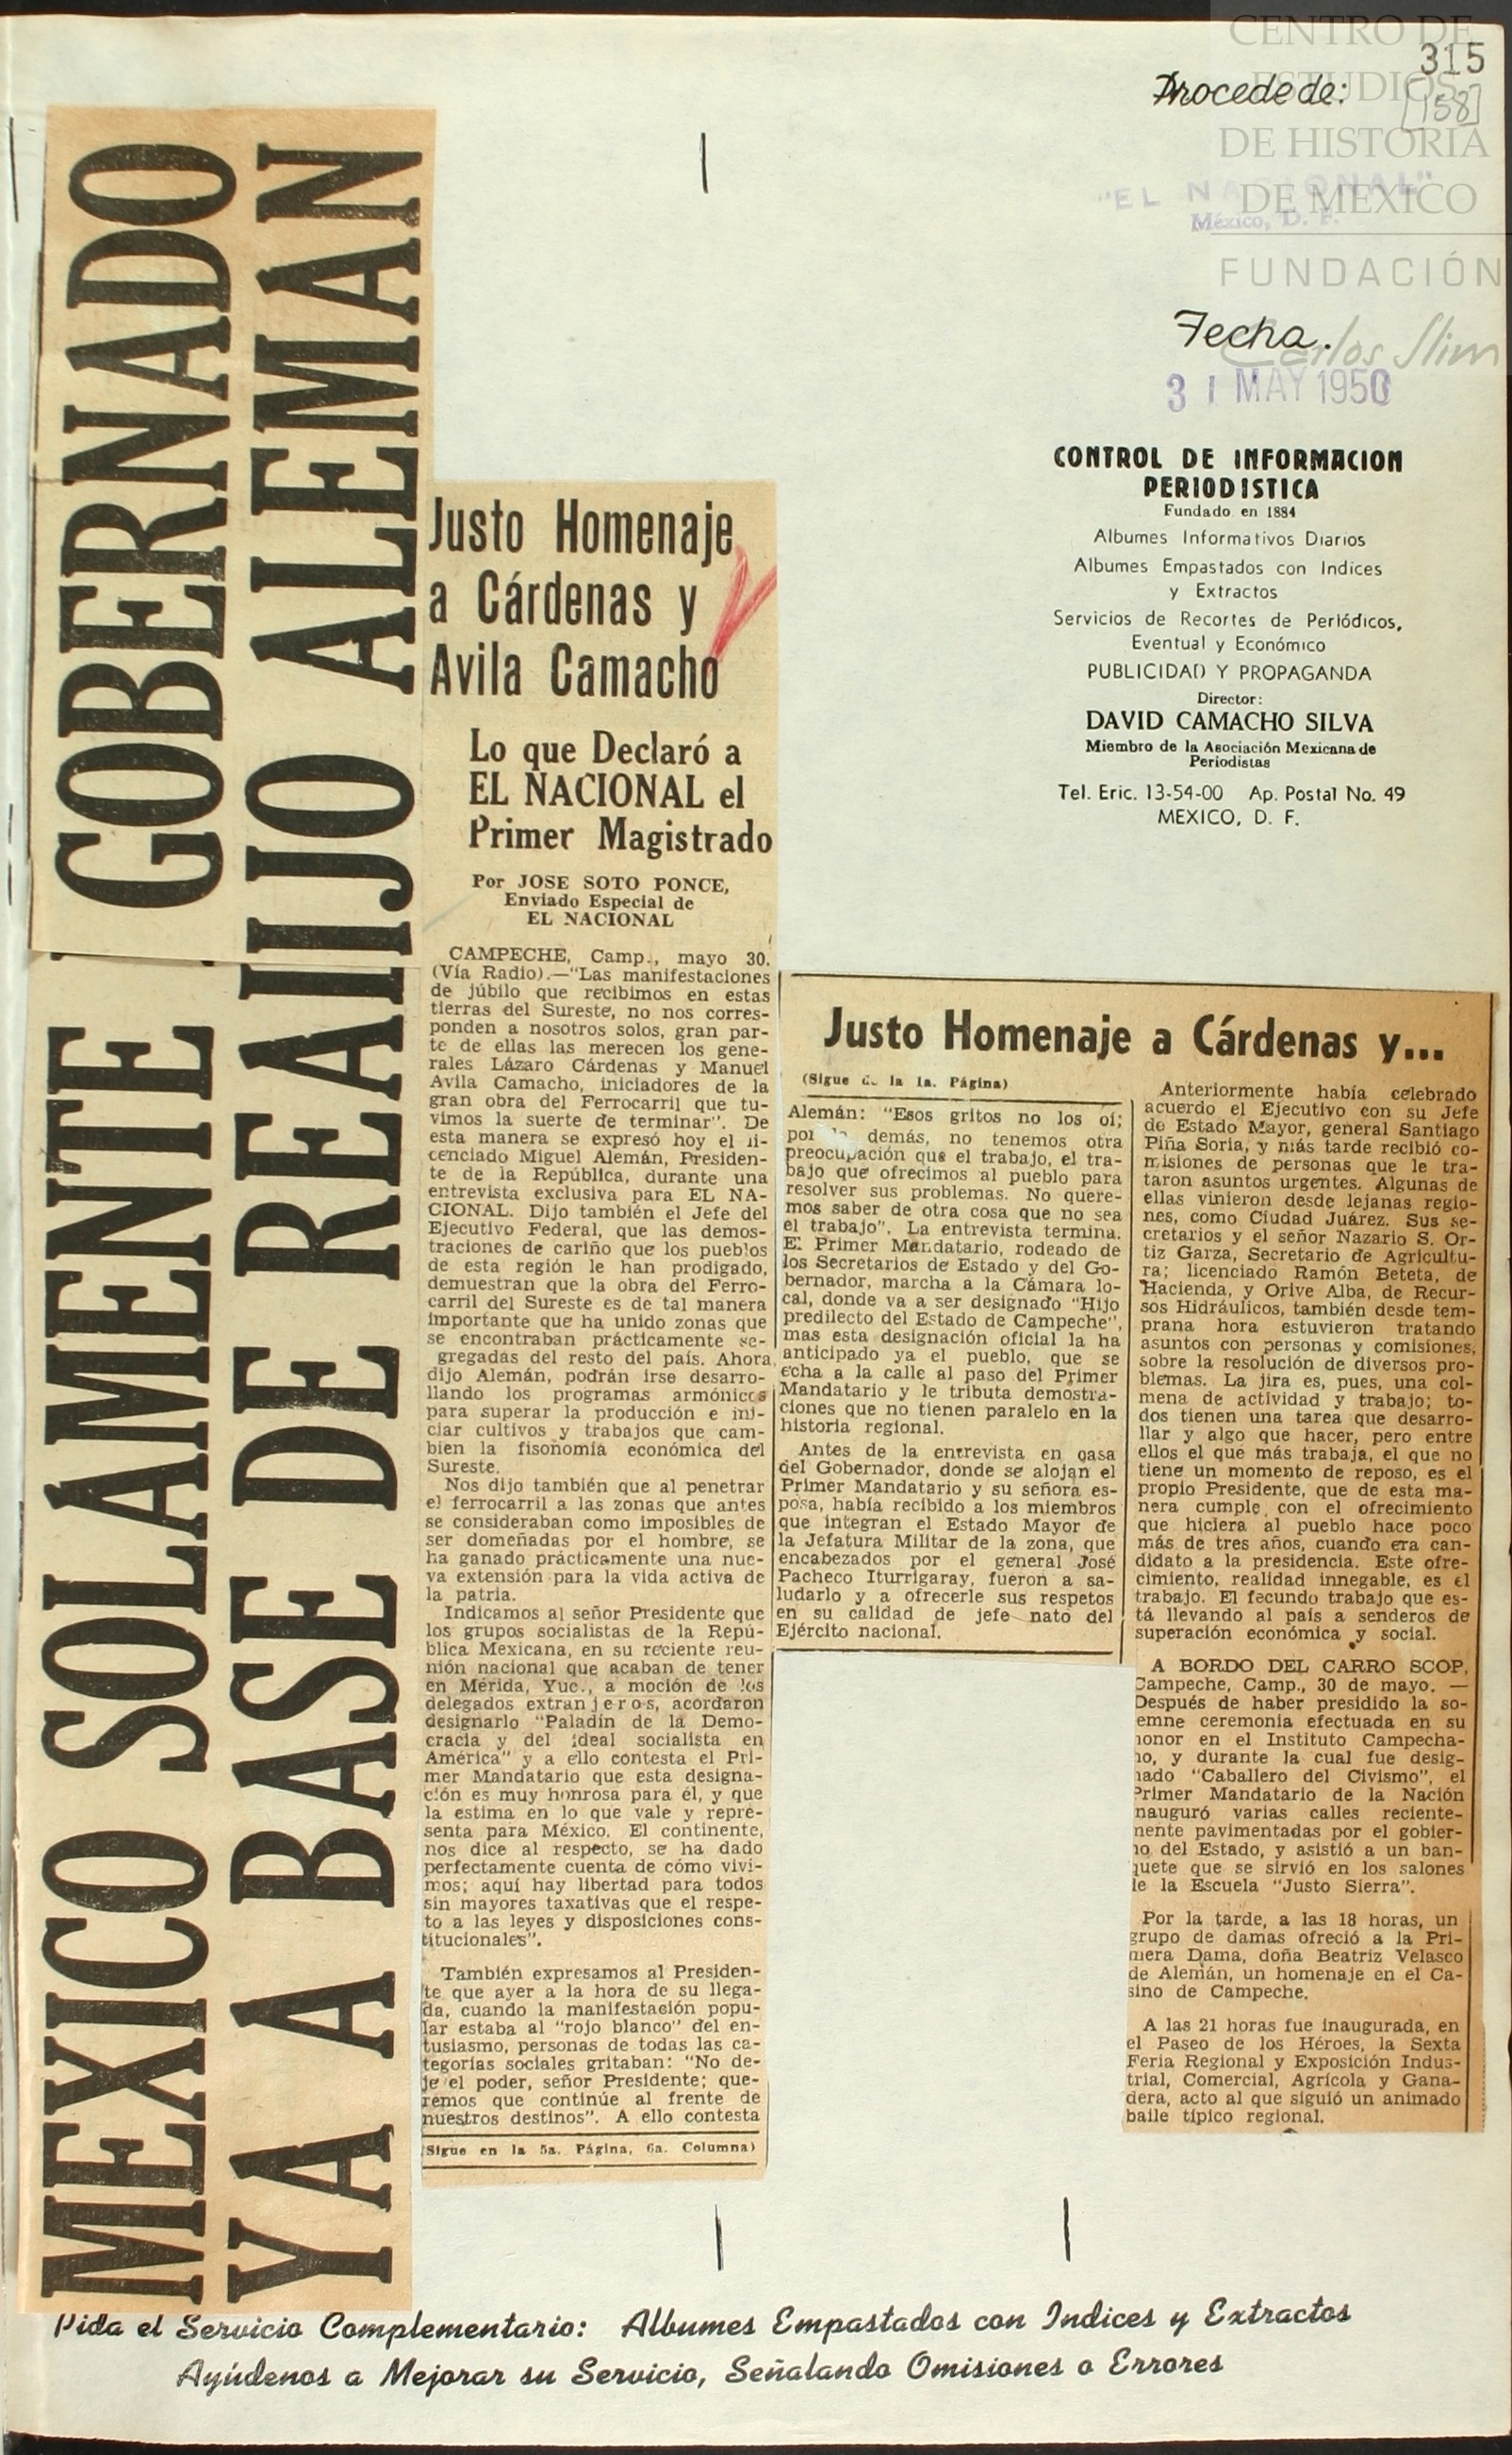 CENTRO DE
ESTUDIOS
DE HISTORIA
DE MEXICO
FUNDACIÓN
Carlos Slim
315
[158]
Procede de:
"EL NACIONAL"
México, D. F.
Fecha.
31 MAY 1950
CONTROL DE INFORMACION
PERIODISTICA
Fundado en 1884
Albumes Informativos Diarios
Albumes Empastados con Indices
y Extractos
Servicios de Recortes de Periódicos,
Eventual y Económico
PUBLICIDAD Y PROPAGANDA
Director:
DAVID CAMACHO SILVA
Miembro de la Asociación Mexicana de
Periodistas
Tel. Eric. 13-54-00 Ap. Postal No. 49
MEXICO, D. F.
MEXICO SOLAMENTE GOBERNADO
YA A BASE DE REA IJO ALEMAN
Justo Homenaje
a Cárdenas y
Avila Camacho
Lo que Declaró a
EL NACIONAL el
Primer Magistrado
Por JOSE SOTO PONCE,
Enviado Especial de
EL NACIONAL
CAMPECHE, Camp., mayo 30.
(Vía Radio).—"Las manifestaciones
de júbilo que recibimos en estas
tierras del Sureste, no nos corres-
ponden a nosotros solos, gran par-
te de ellas las merecen los gene-
rales Lázaro Cárdenas y Manuel
Avila Camacho, iniciadores de la
gran obra del Ferrocarril que tu-
vimos la suerte de terminar". De
esta manera se expresó hoy el li-
cenciado Miguel Alemán, Presiden-
te de la República, durante una
entrevista exclusiva para EL NA-
CIONAL. Dijo también el Jefe del
Ejecutivo Federal, que las demos-
traciones de cariño que los pueblos
de esta región le han prodigado,
demuestran que la obra del Ferro-
carril del Sureste es de tal manera
importante que ha unido zonas que
se encontraban prácticamente se-
gregadas del resto del país. Ahora,
dijo Alemán, podrán irse desarro-
llando los programas armónicos
para superar la producción e ini-
ciar cultivos y trabajos que cam-
bien la fisonomía económica del
Sureste.
Nos dijo también que al penetrar
el ferrocarril a las zonas que antes
se consideraban como imposibles de
ser domeñadas por el hombre, se
ha ganado prácticamente una nue-
va extensión para la vida activa de
la patria.
Indicamos al señor Presidente que
los grupos socialistas de la Repú-
blica Mexicana, en su reciente reu-
nión nacional que acaban de tener
en Mérida, Yuc., a moción de los
delegados extranjeros, acordaron
designarlo "Paladín de la Demo-
cracia y del ideal socialista en
América" y a ello contesta el Pri-
mer Mandatario que esta designa-
ción es muy honrosa para él, y que
la estima en lo que vale y repre-
senta para México. El continente,
nos dice al respecto, se ha dado
perfectamente cuenta de cómo vivi-
mos; aquí hay libertad para todos
sin mayores taxativas que el respe-
to a las leyes y disposiciones cons-
titucionales".
También expresamos al Presiden-
te que ayer a la hora de su llega-
da, cuando la manifestación popu-
lar estaba al "rojo blanco" del en-
tusiasmo, personas de todas las ca-
tegorías sociales gritaban: "No de-
je el poder, señor Presidente; que-
remos que continúe al frente de
nuestros destinos". A ello contesta
(Sigue en la 5a. Página, 6a. Columna)
Justo Homenaje a Cárdenas y...
(Sigue de la 1a. Página)
Alemán: "Esos gritos no los oí;
por lo demás, no tenemos otra
preocupación que el trabajo, el tra-
bajo que ofrecimos al pueblo para
resolver sus problemas. No quere-
mos saber de otra cosa que no sea
el trabajo". La entrevista termina.
El Primer Mandatario, rodeado de
los Secretarios de Estado y del Go-
bernador, marcha a la Cámara lo-
cal, donde va a ser designado "Hijo
predilecto del Estado de Campeche",
mas esta designación oficial la ha
anticipado ya el pueblo, que se
echa a la calle al paso del Primer
Mandatario y le tributa demostra-
ciones que no tienen paralelo en la
historia regional.
Antes de la entrevista en casa
del Gobernador, donde se alojan el
Primer Mandatario y su señora es-
posa, había recibido a los miembros
que integran el Estado Mayor de
la Jefatura Militar de la zona, que
encabezados por el general José
Pacheco Iturrigaray, fueron a sa-
ludarlo y a ofrecerle sus respetos
en su calidad de jefe nato del
Ejército nacional.
Anteriormente había celebrado
acuerdo el Ejecutivo con su Jefe
de Estado Mayor, general Santiago
Piña Soria, y más tarde recibió co-
misiones de personas que le tra-
taron asuntos urgentes. Algunas de
ellas vinieron desde lejanas regio-
nes, como Ciudad Juárez. Sus se-
cretarios y el señor Nazario S. Or-
tiz Garza, Secretario de Agricultu-
ra; licenciado Ramón Beteta, de
Hacienda, y Orive Alba, de Recur-
sos Hidráulicos, también desde tem-
prana hora estuvieron tratando
asuntos con personas y comisiones,
sobre la resolución de diversos pro-
blemas. La jira es, pues, una col-
mena de actividad y trabajo; to-
dos tienen una tarea que desarro-
llar y algo que hacer, pero entre
ellos el que más trabaja, el que no
tiene un momento de reposo, es el
propio Presidente, que de esta ma-
nera cumple con el ofrecimiento
que hiciera al pueblo hace poco
más de tres años, cuando era can-
didato a la presidencia. Este ofre-
cimiento, realidad innegable, es el
trabajo. El fecundo trabajo que es-
tá llevando al país a senderos de
superación económica y social.
A BORDO DEL CARRO SCOP,
Campeche, Camp., 30 de mayo. —
Después de haber presidido la so-
emne ceremonia efectuada en su
honor en el Instituto Campecha-
no, y durante la cual fue desig-
nado "Caballero del Civismo", el
Primer Mandatario de la Nación
nauguró varias calles reciente-
mente pavimentadas por el gobier-
no del Estado, y asistió a un ban-
quete que se sirvió en los salones
de la Escuela "Justo Sierra".
Por la tarde, a las 18 horas, un
grupo de damas ofreció a la Pri-
mera Dama, doña Beatriz Velasco
de Alemán, un homenaje en el Ca-
sino de Campeche.
A las 21 horas fue inaugurada, en
el Paseo de los Héroes, la Sexta
Feria Regional y Exposición Indus-
trial, Comercial, Agrícola y Gana-
dera, acto al que siguió un animado
baile típico regional.
Pida el Servicio Complementario: Albumes Empastados con Indices y Extractos
Ayúdenos a Mejorar su Servicio, Señalando Omisiones o Errores